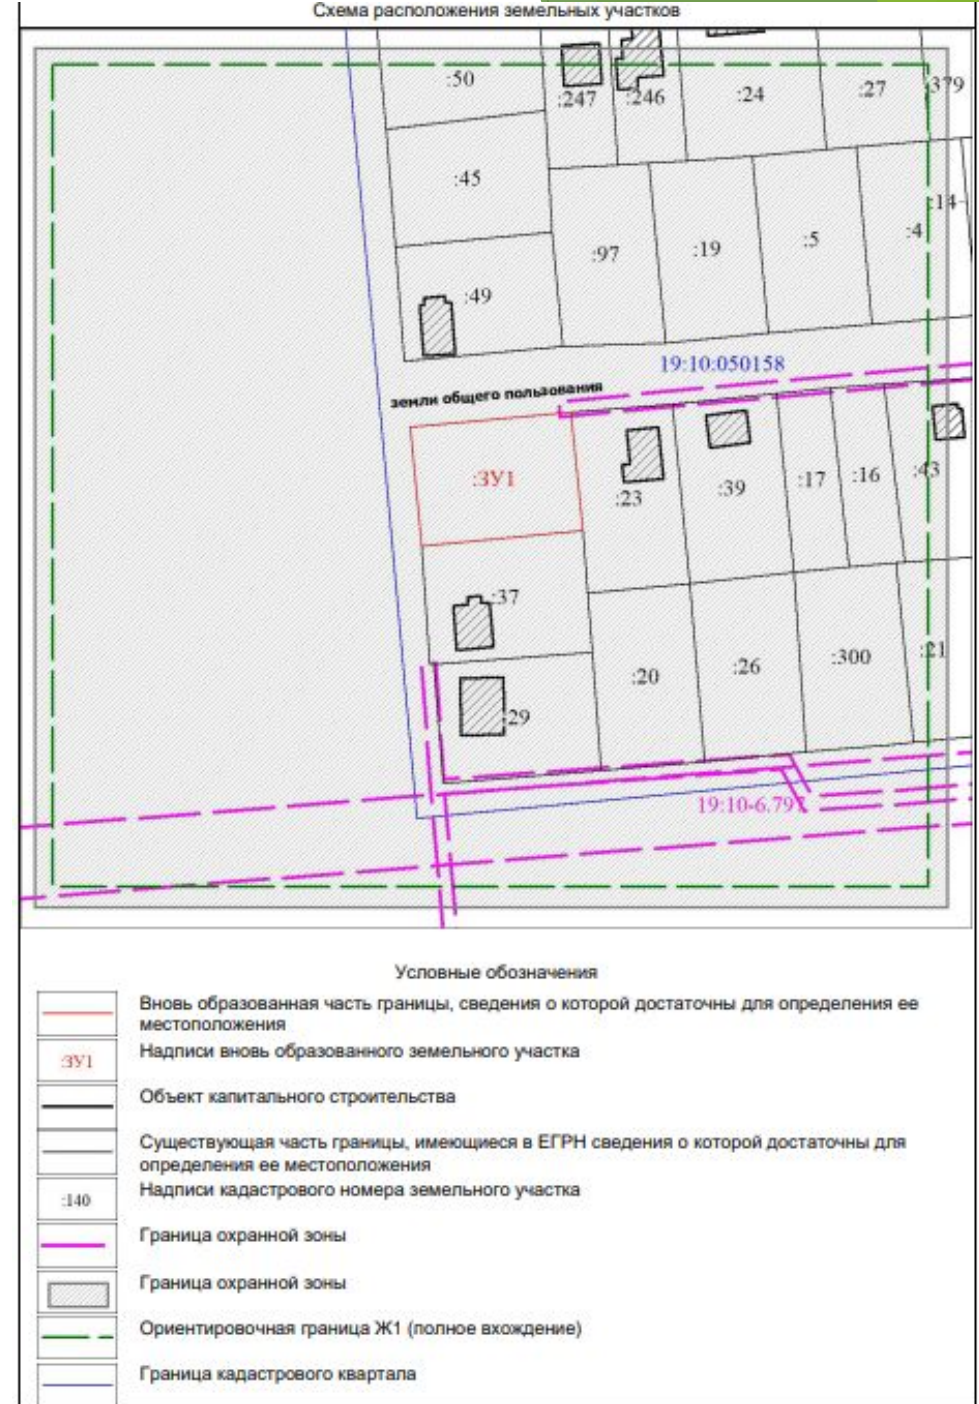 Схема расположения земельных участков
:50
:247
:246
:24
:27
379
:45
:14
:97
:19
:5
:4
:49
19:10:050158
земли общего пользования
:ЗУ1
:23
:39
:17
:16
:43
:37
:20
:26
:300
:21
:29
19:10-6.797
Условные обозначения
Вновь образованная часть границы, сведения о которой достаточны для определения ее
местоположения
:ЗУ1
Надписи вновь образованного земельного участка
Объект капитального строительства
Существующая часть границы, имеющиеся в ЕГРН сведения о которой достаточны для
определения ее местоположения
:140
Надписи кадастрового номера земельного участка
Граница охранной зоны
Граница охранной зоны
Ориентировочная граница Ж1 (полное вхождение)
Граница кадастрового квартала